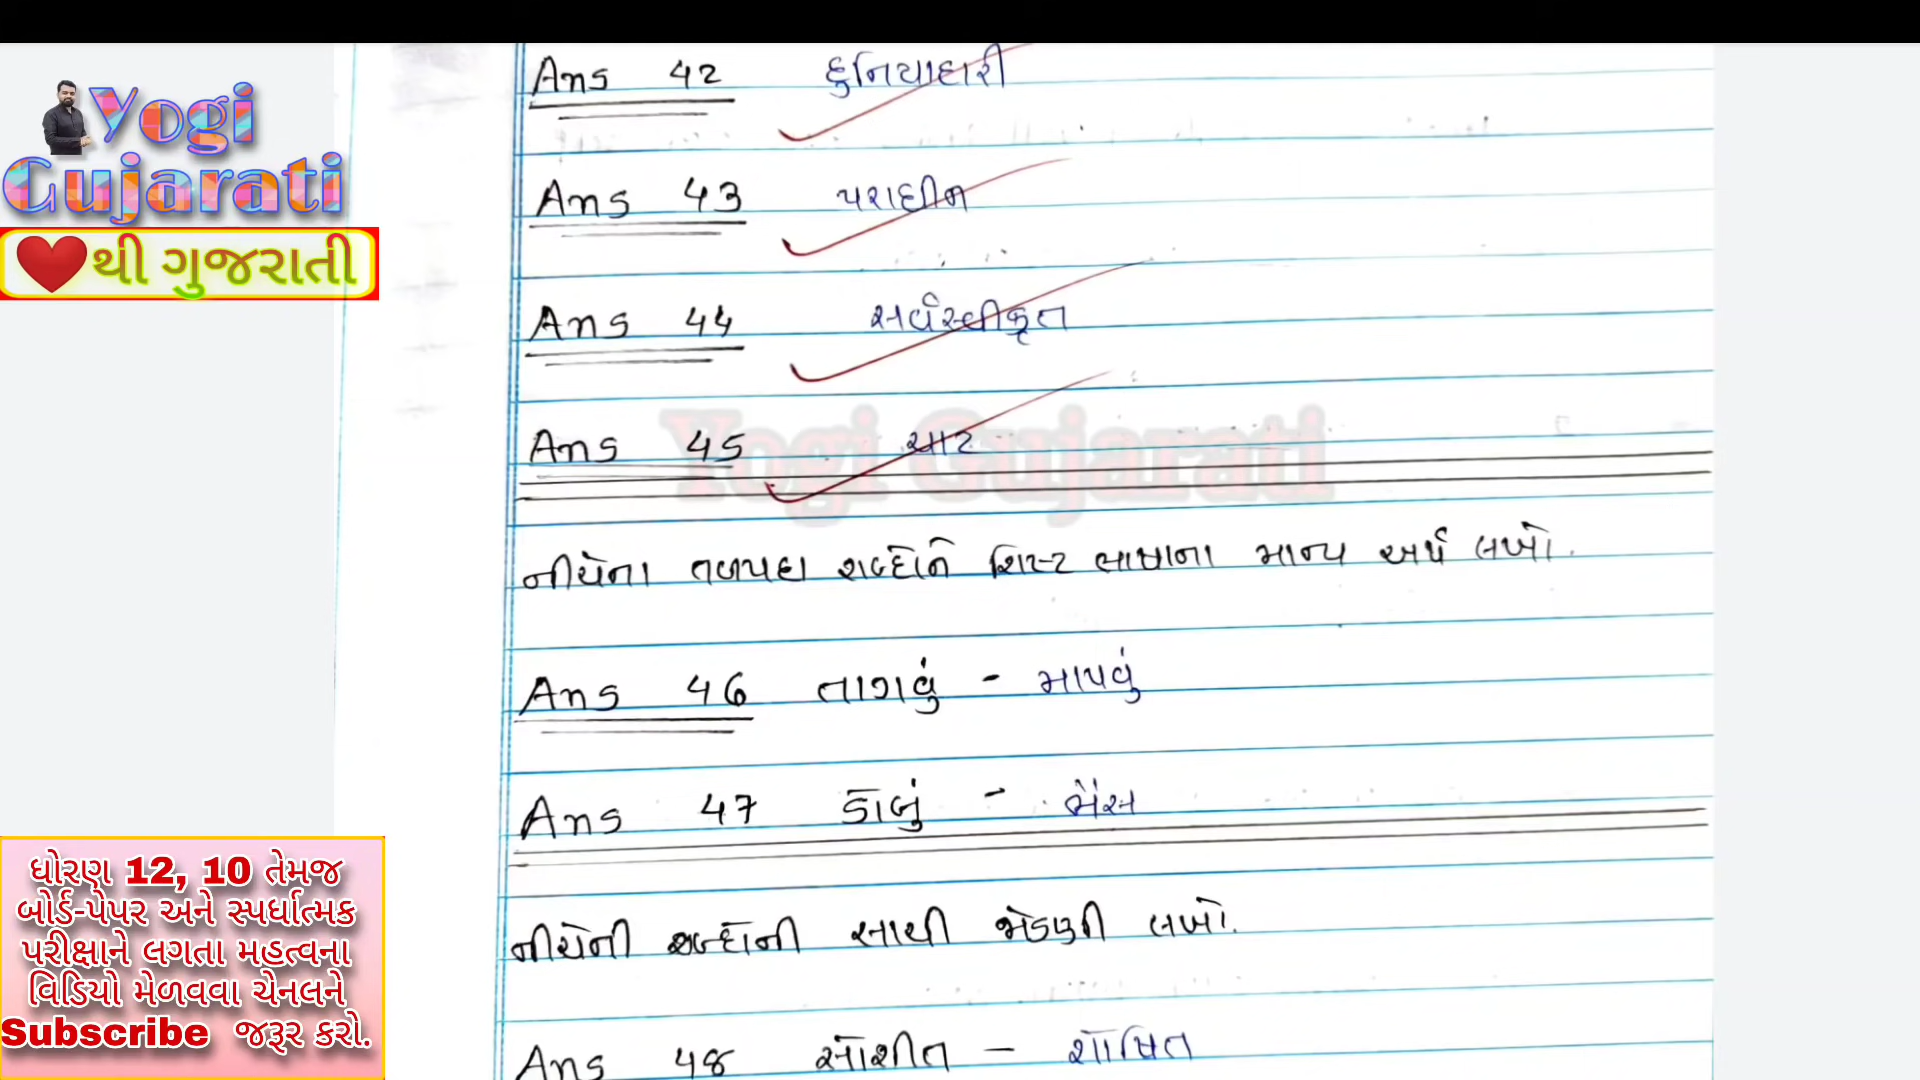 Yogi
Gujarati
થી ગુજરાતી
Ans 42 દુનિયાદારી
Ans 43 પરાધીન
Ans 44 સર્વસ્વીકૃત
Ans 45 ચાટ
Yogi Gujarati
નીચેના તળપદા શબ્દોને શિષ્ટ ભાષાના માન્ય અર્થ લખો.
Ans 46 તાગવું - માપવું
Ans 47 ડોબું - ભેંસ
નીચેની શબ્દોની સાચી જોડણી લખો.
Ans 48 સોશીત - શોષિત
ધોરણ 12, 10 તેમજ
બોર્ડ-પેપર અને સ્પર્ધાત્મક
પરીક્ષાને લગતા મહત્વના
વિડિયો મેળવવા ચેનલને
Subscribe જરૂર કરો.